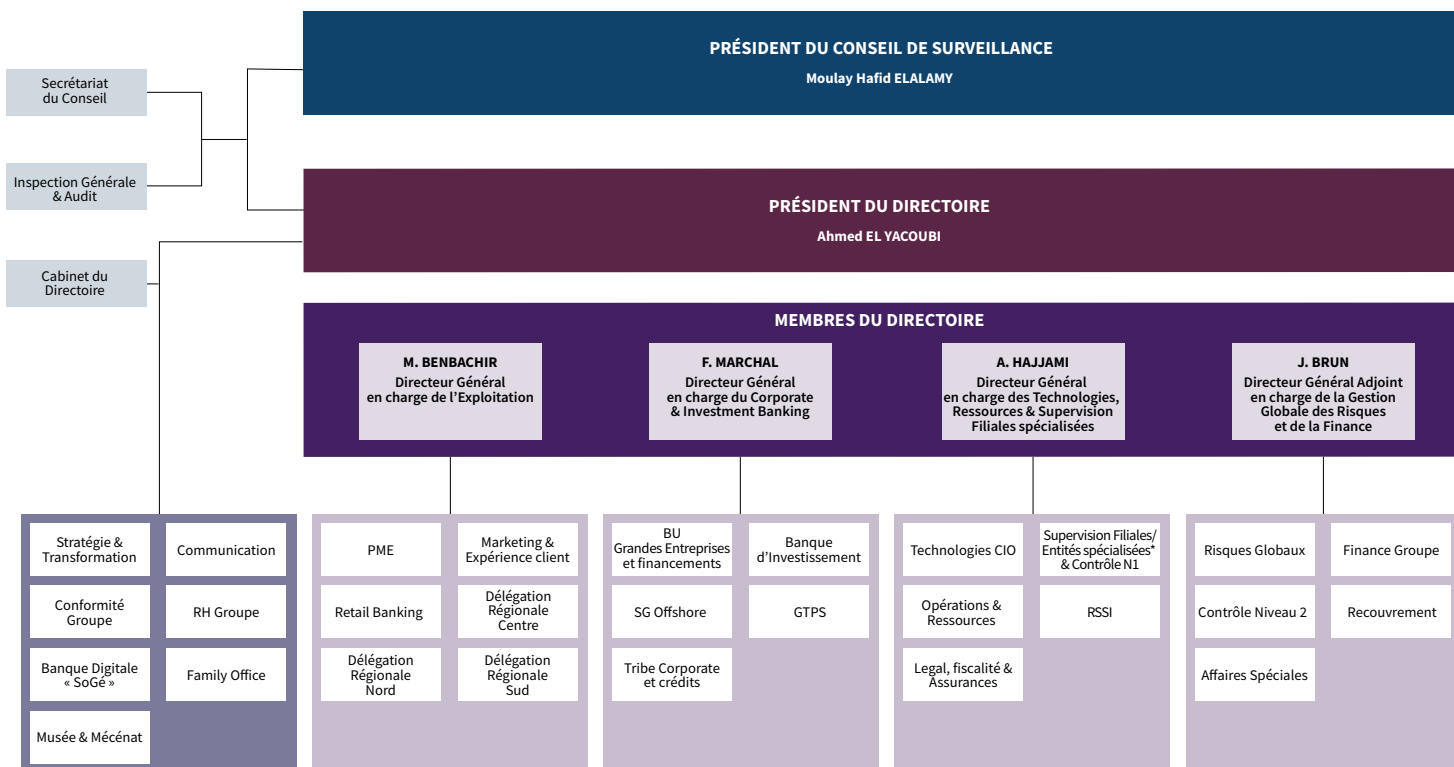 PRÉSIDENT DU CONSEIL DE SURVEILLANCE
Moulay Hafid ELALAMY
Secrétariat
du Conseil
Inspection Générale
& Audit
PRÉSIDENT DU DIRECTOIRE
Ahmed EL YACOUBI
Cabinet du
Directoire
MEMBRES DU DIRECTOIRE
M. BENBACHIR
Directeur Général
en charge de l'Exploitation
F. MARCHAL
Directeur Général
en charge du Corporate
& Investment Banking
A. HAJJAMI
Directeur Général
en charge des Technologies,
Ressources & Supervision
Filiales spécialisées
J. BRUN
Directeur Général Adjoint
en charge de la Gestion
Globale des Risques
et de la Finance
Stratégie &
Transformation
Communication
Conformité
Groupe
RH Groupe
Banque Digitale
« SoGé »
Family Office
Musée & Mécénat
PME
Marketing &
Expérience client
Retail Banking
Délégation
Régionale
Centre
Délégation
Régionale
Nord
Délégation
Régionale
Sud
BU
Grandes Entreprises
et financements
Banque
d'Investissement
SG Offshore
GTPS
Tribe Corporate
et crédits
Technologies CIO
Supervision Filiales/
Entités spécialisées*
& Contrôle N1
Opérations &
Ressources
RSSI
Legal, fiscalité &
Assurances
Risques Globaux
Finance Groupe
Contrôle Niveau 2
Recouvrement
Affaires Spéciales